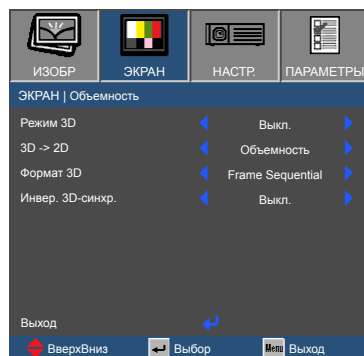 ИЗОБР ЭКРАН НАСТР. ПАРАМЕТРЫ
ЭКРАН | Объемность
Режим 3D Выкл.
3D -> 2D Объемность
Формат 3D Frame Sequential
Инвер. 3D-синхр. Выкл.
Выход
ВверхВниз Выбор Menu Выход